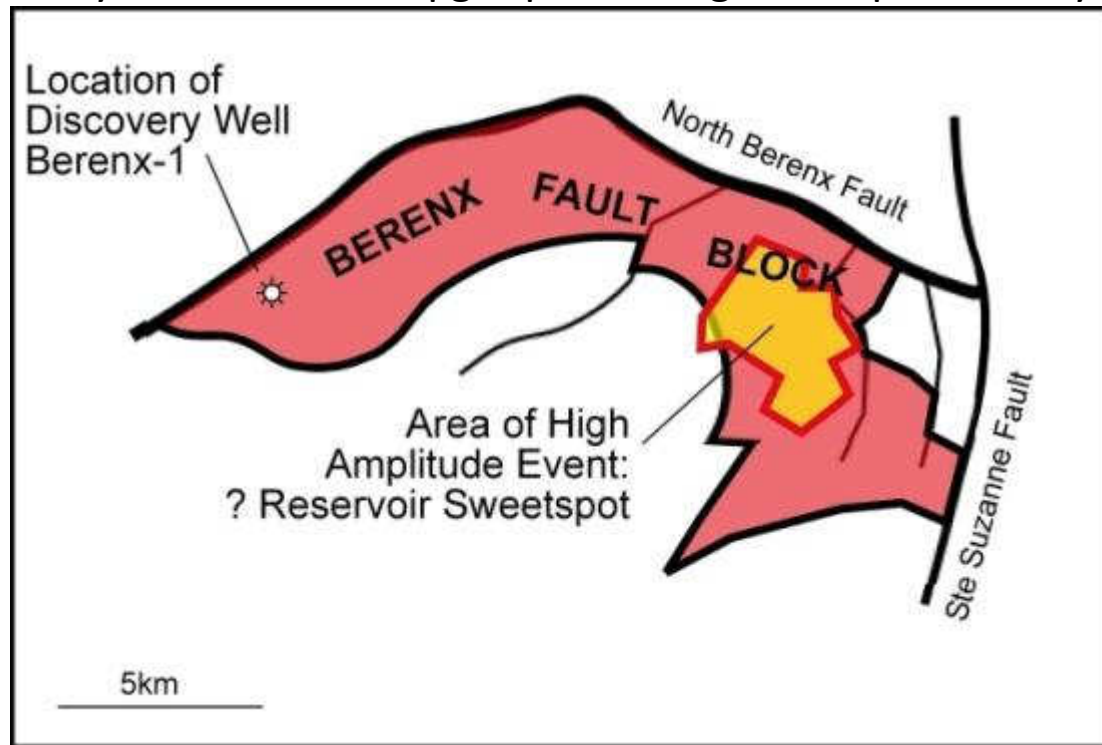 Location of
Discovery Well
Berenx-1
North Berenx Fault
BERENX FAULT BLOCK
Area of High
Amplitude Event:
? Reservoir Sweetspot
Ste Suzanne Fault
5km